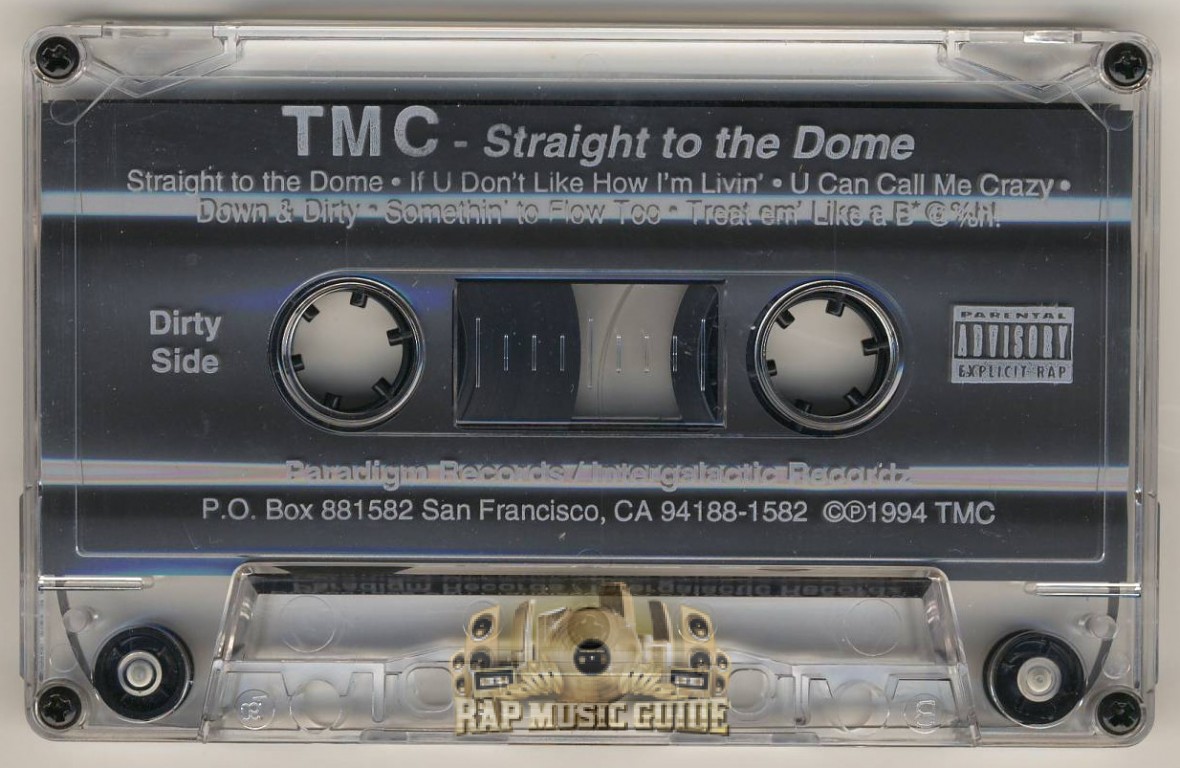 TMC - Straight to the Dome
Straight to the Dome • If U Don't Like How I'm Livin' • U Can Call Me Crazy •
Down & Dirty • Somethin' to Flow Too • Treat em' Like a B*@%h!
Dirty
Side
PARENTAL
ADVISORY
EXPLICIT RAP
Paradigm Records / Intergalactic Recordz
P.O. Box 881582 San Francisco, CA 94188-1582 ©℗1994 TMC
RAP MUSIC GUIDE